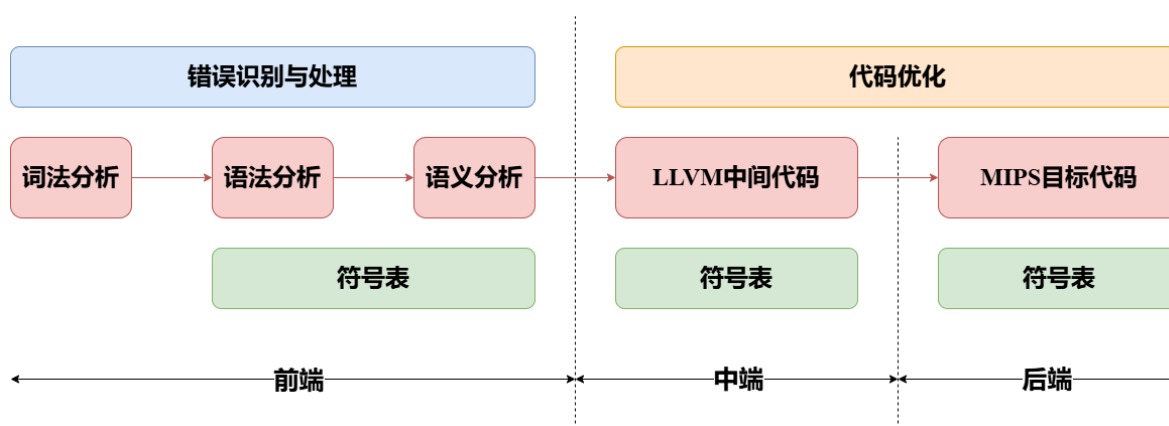 错误识别与处理
代码优化
词法分析
语法分析
语义分析
LLVM中间代码
MIPS目标代码
符号表
符号表
符号表
前端
中端
后端